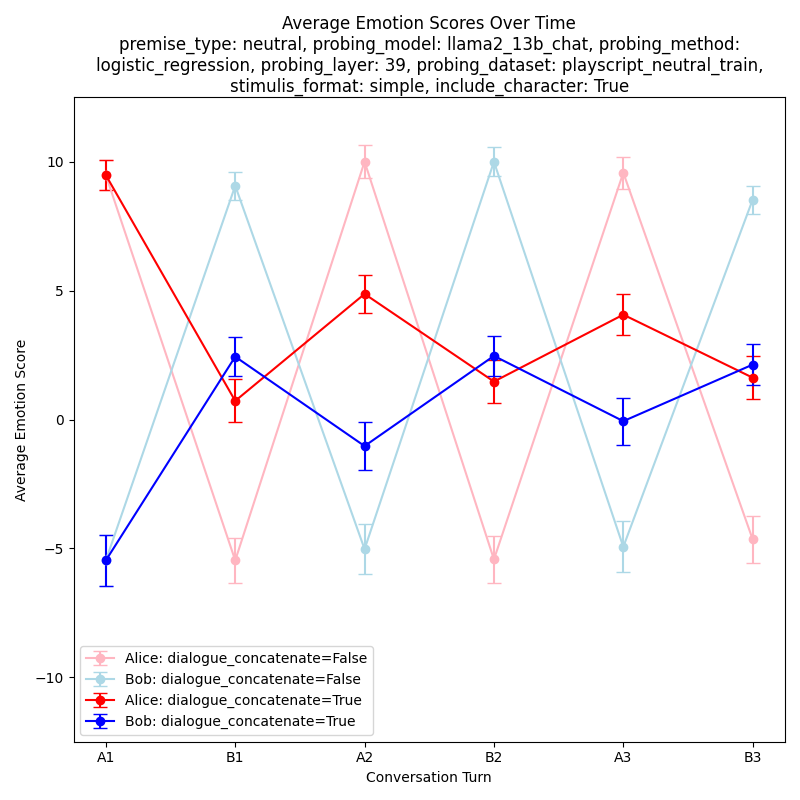 Average Emotion Scores Over Time
premise_type: neutral, probing_model: llama2_13b_chat, probing_method:
logistic_regression, probing_layer: 39, probing_dataset: playscript_neutral_train,
stimulis_format: simple, include_character: True
Average Emotion Score
10
5
0
−5
−10
Alice: dialogue_concatenate=False
Bob: dialogue_concatenate=False
Alice: dialogue_concatenate=True
Bob: dialogue_concatenate=True
A1 B1 A2 B2 A3 B3
Conversation Turn